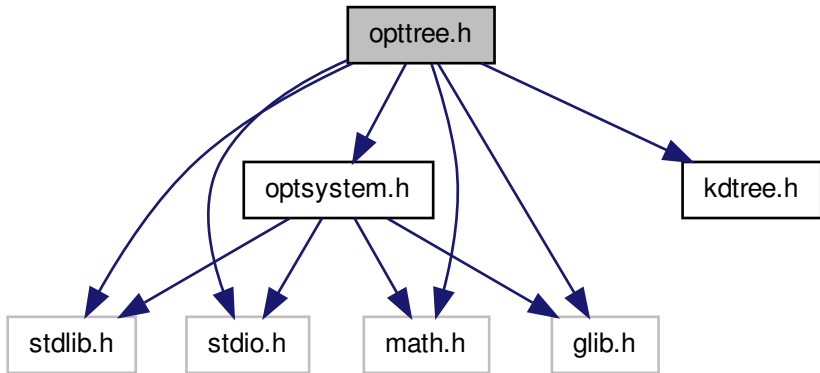 opttree.h
optsystem.h
kdtree.h
stdlib.h
stdio.h
math.h
glib.h